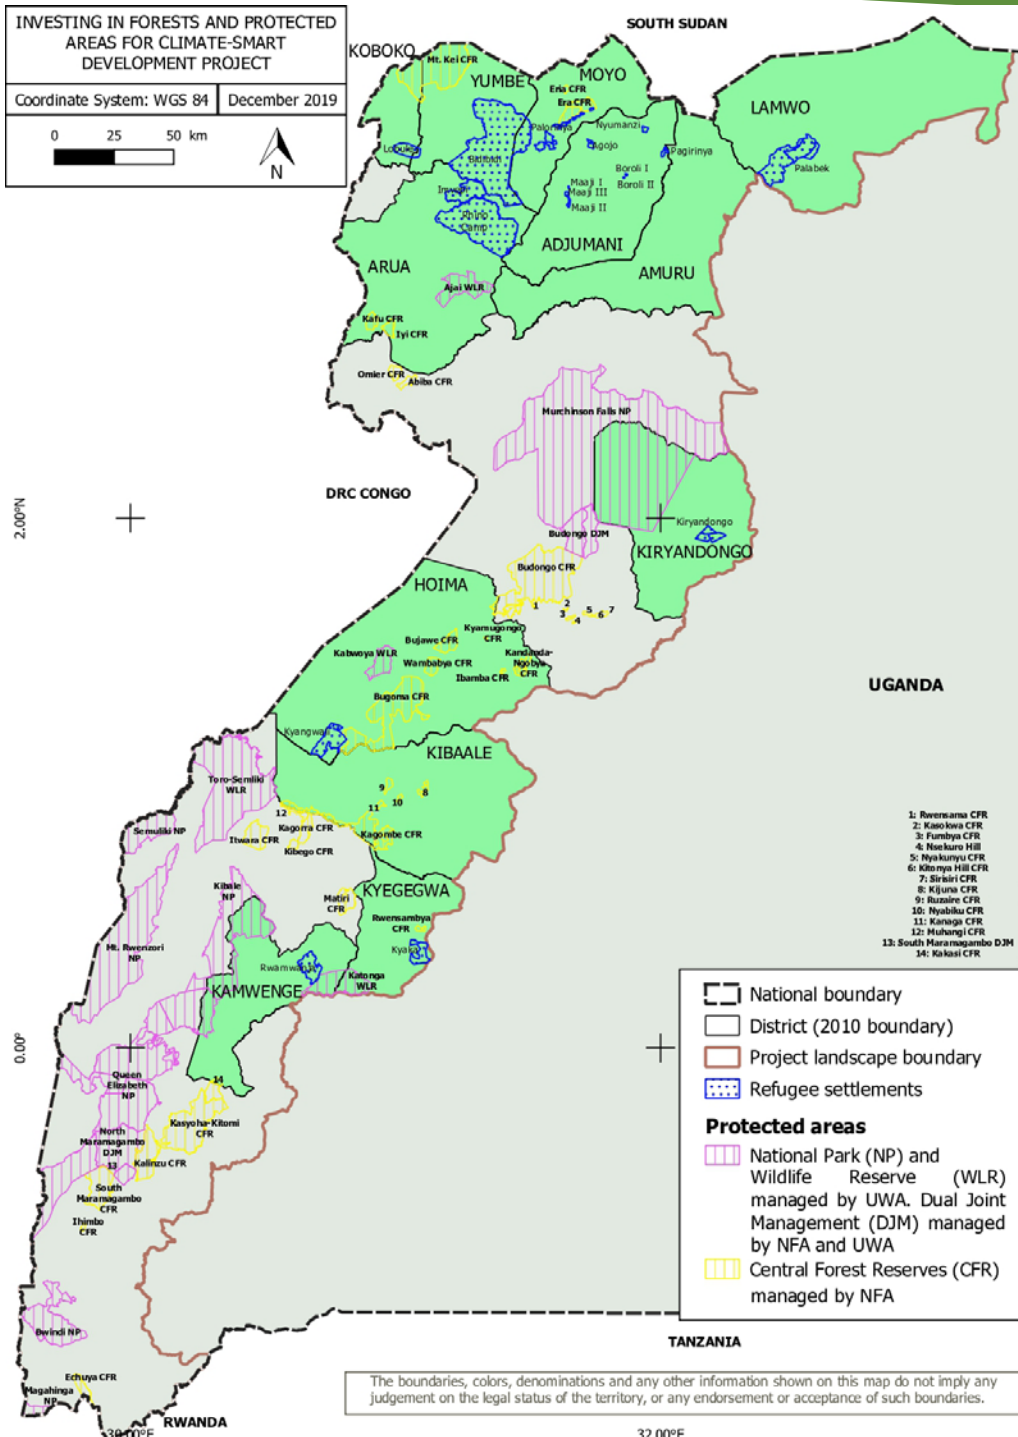 INVESTING IN FORESTS AND PROTECTED
AREAS FOR CLIMATE-SMART
DEVELOPMENT PROJECT
Coordinate System: WGS 84
December 2019
0 25 50 km
N
SOUTH SUDAN
KOBOKO
Mt. Kei CFR
YUMBE
MOYO
Eria CFR
Era CFR
LAMWO
Nyumanzi
Agojo
Pagirinya
Palabek
Boroli I
Boroli II
Maaji I
Maaji III
Maaji II
Rhino
Camp
ADJUMANI
ARUA
AMURU
Ajai WLR
Kafu CFR
Iyi CFR
Omier CFR
Abiba CFR
Murchinson Falls NP
DRC CONGO
2.00°N
Kiryandongo
Budongo DJM
KIRYANDONGO
Budongo CFR
HOIMA
1
2
3
4
5
6
7
Kyamugongo
CFR
Bujawe CFR
Kabwoya WLR
Wambabya CFR
Kandanda-
Ngobya
CFR
Ibamba CFR
Bugoma CFR
UGANDA
Kyangwali
KIBAALE
Toro-Semliki
WLR
9
8
10
11
12
Semuliki NP
Kagorra CFR
Itwara CFR
Kagombe CFR
Kibego CFR
Kibale
NP
KYEGEGWA
Matiri
CFR
Rwensambya
CFR
Mt. Rwenzori
NP
Kyaka
Rwamwanja
Katonga
WLR
KAMWENGE
0.00°
14
Queen
Elizabeth
NP
Kasyoha-Kitomi
CFR
North
Maramagambo
DJM
13
Kalinzu CFR
South
Maramagambo
CFR
Ihimbo
CFR
Bwindi NP
Echuya CFR
Magahinga
NP
RWANDA
TANZANIA
30.00°E
32.00°E
1: Rwensama CFR
2: Kasokwa CFR
3: Fumbya CFR
4: Nsekuro Hill
5: Nyakunyu CFR
6: Kitonya Hill CFR
7: Sirisiri CFR
8: Kijuna CFR
9: Ruzaire CFR
10: Nyabiku CFR
11: Kanaga CFR
12: Muhangi CFR
13: South Maramagambo DJM
14: Kakasi CFR
National boundary
District (2010 boundary)
Project landscape boundary
Refugee settlements
Protected areas
National Park (NP) and
Wildlife Reserve (WLR)
managed by UWA. Dual Joint
Management (DJM) managed
by NFA and UWA
Central Forest Reserves (CFR)
managed by NFA
The boundaries, colors, denominations and any other information shown on this map do not imply any
judgement on the legal status of the territory, or any endorsement or acceptance of such boundaries.